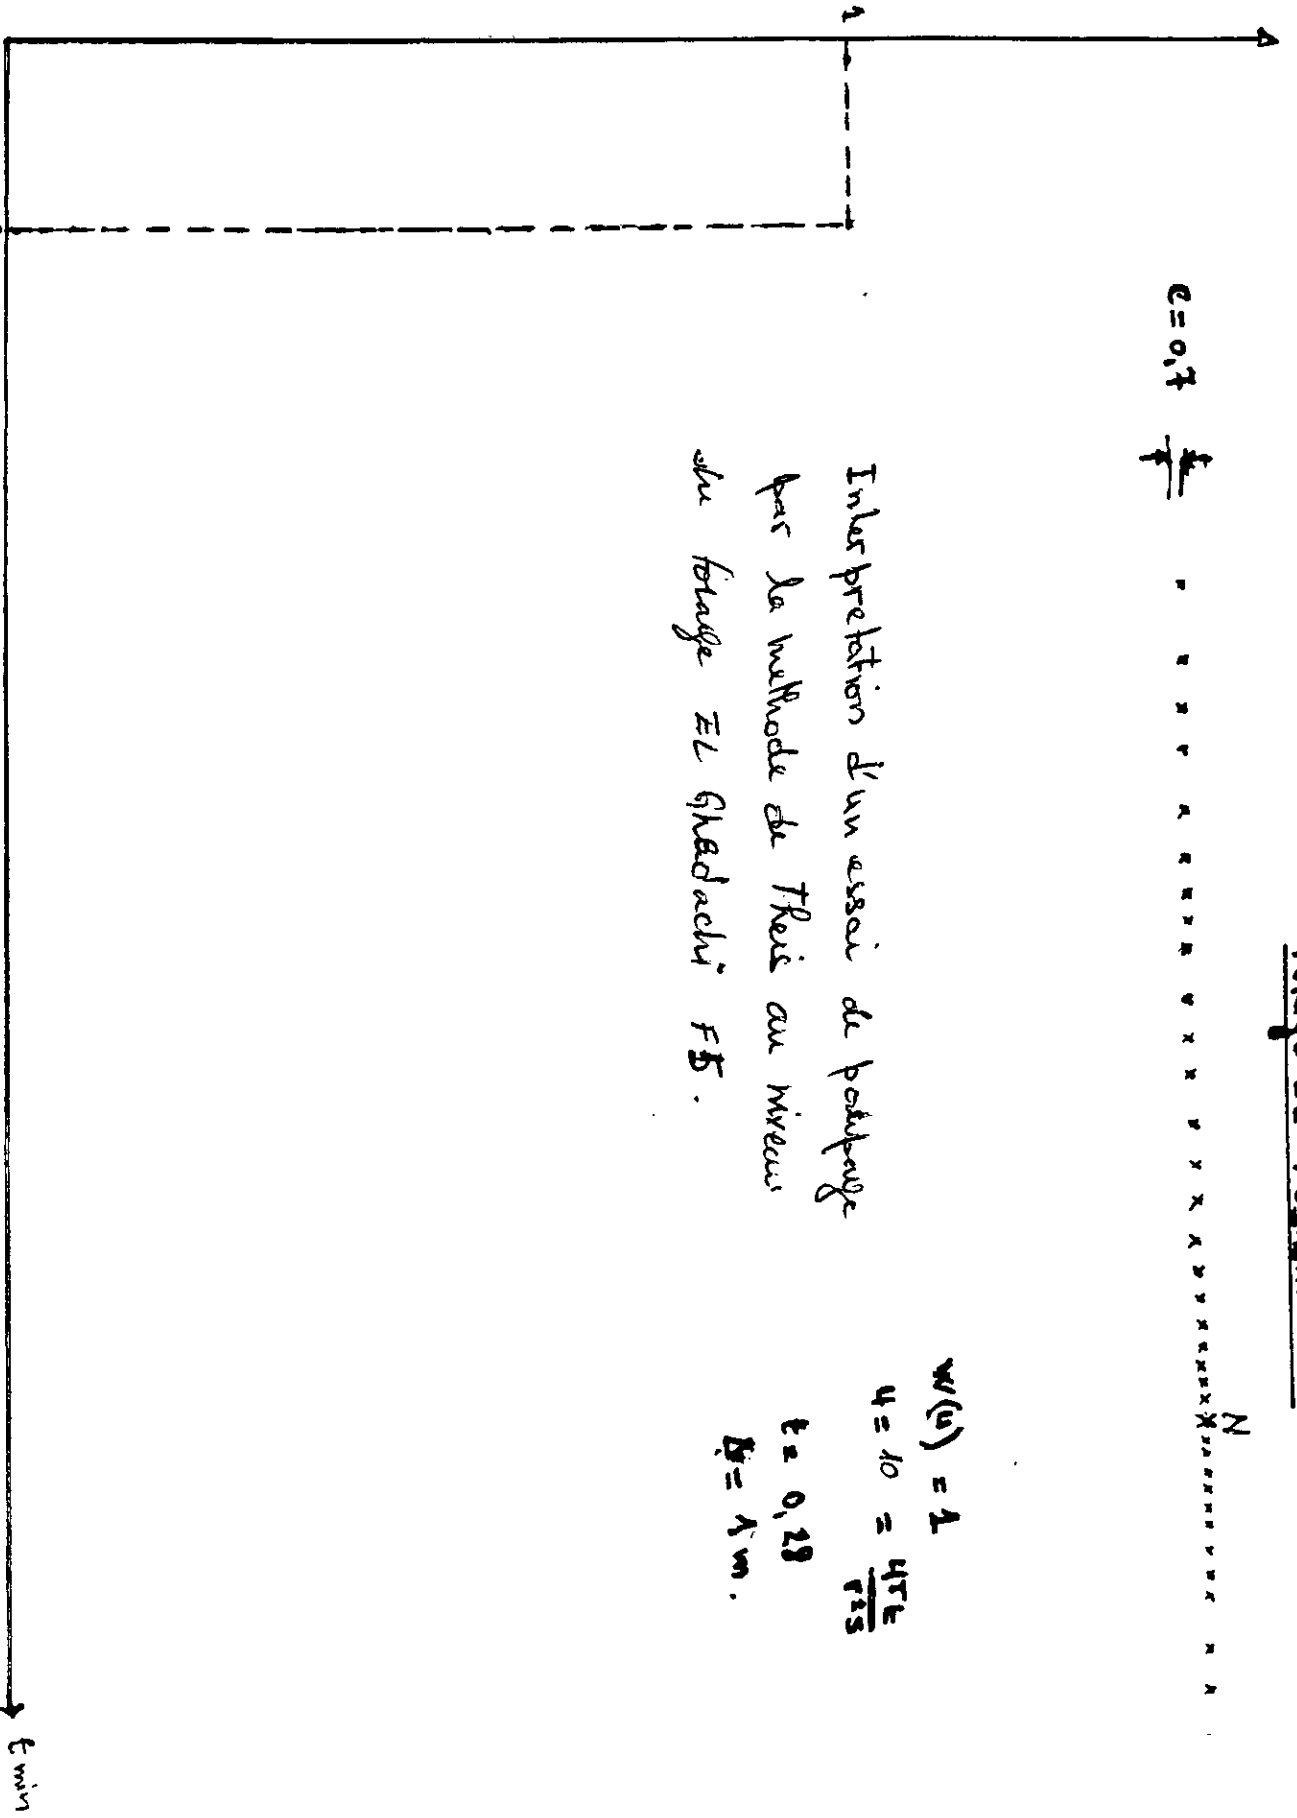 N
e=0,7
1
W(u) = 1
u = 10 = 4Tt
r²s
t = 0,28
Δ = 1 m.
Interpretation d'un essai de pompage
par la methode de Theis au niveau
du forage EL Ghadachi F5.
t min